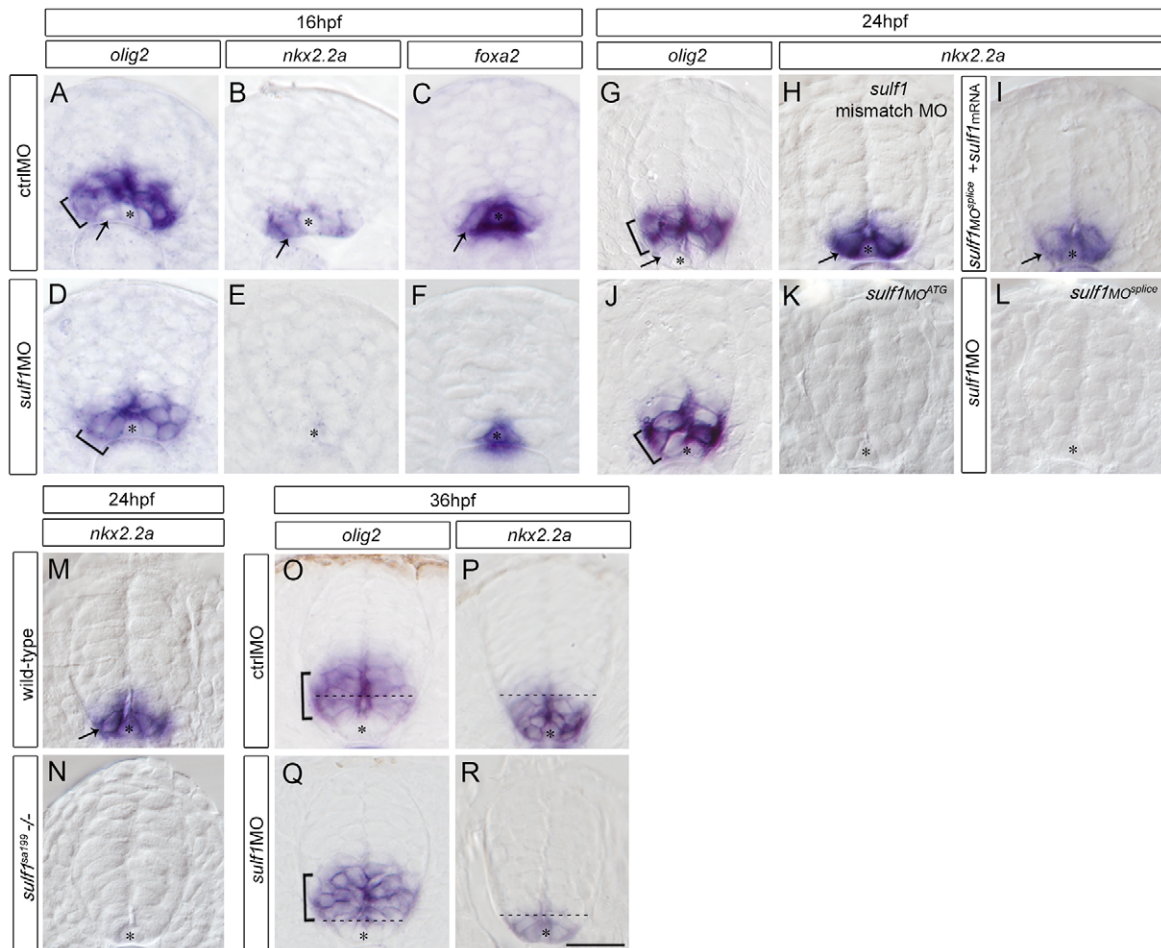 16hpf
24hpf
olig2
nkx2.2a
foxa2
olig2
nkx2.2a
ctrlMO
A
B
C
G
H
sulf1
mismatch MO
I
sulf1MOsplice +sulf1mRNA
sulf1MO
D
E
F
J
K
sulf1MOATG
sulf1MO
L
sulf1MOsplice
*
*
*
*
*
*
*
*
*
*
*
*
24hpf
36hpf
nkx2.2a
olig2
nkx2.2a
wild-type
M
*
ctrlMO
O
*
P
*
sulf1sa199 -/-
N
*
sulf1MO
Q
*
R
*